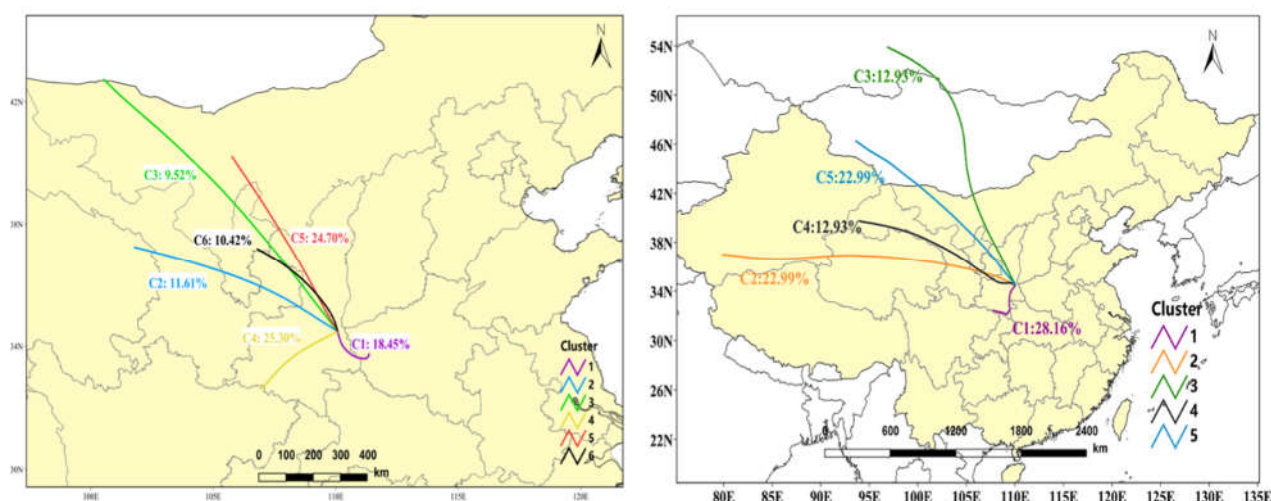 N
42N
C3: 9.52%
38N
C6: 10.42%
C5: 24.70%
C2: 11.61%
C4: 25.30%
34N
C1: 18.45%
Cluster
1
2
3
4
5
6
0 100 200 300 400
km
30N
100E 105E 110E 115E 120E
N
54N
C3:12.93%
50N
46N
C5:22.99%
42N
C4:12.93%
38N
C2:22.99%
34N
C1:28.16%
Cluster
1
2
3
4
5
30N
26N
22N
0 600 1200 1800 2400
km
80E 85E 90E 95E 100E 105E 110E 115E 120E 125E 130E 135E